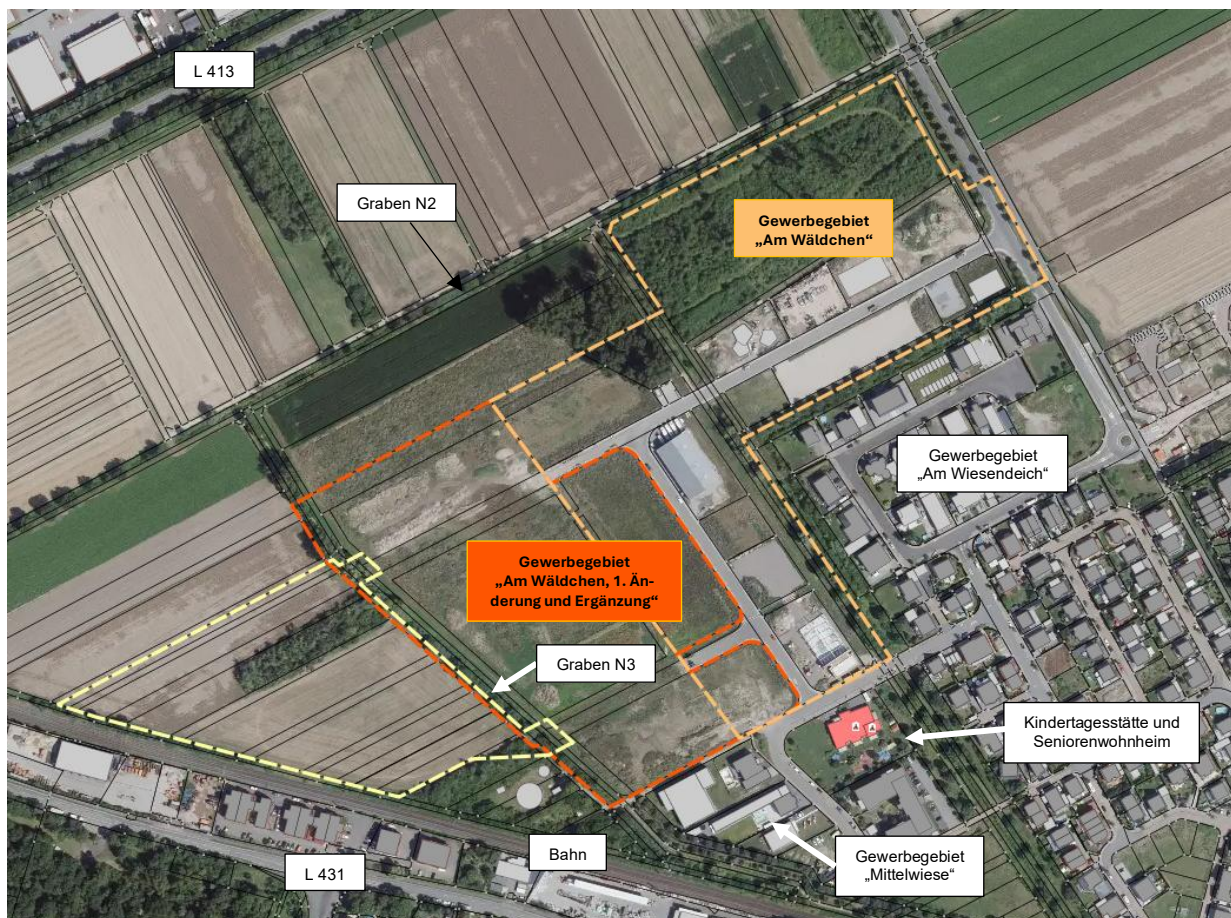 L 413
Graben N2
Gewerbegebiet
„Am Wäldchen“
Gewerbegebiet
„Am Wiesendeich“
Gewerbegebiet
„Am Wäldchen, 1. Än-
derung und Ergänzung“
Graben N3
Kindertagesstätte und
Seniorenwohnheim
Bahn
Gewerbegebiet
„Mittelwiese“
L 431